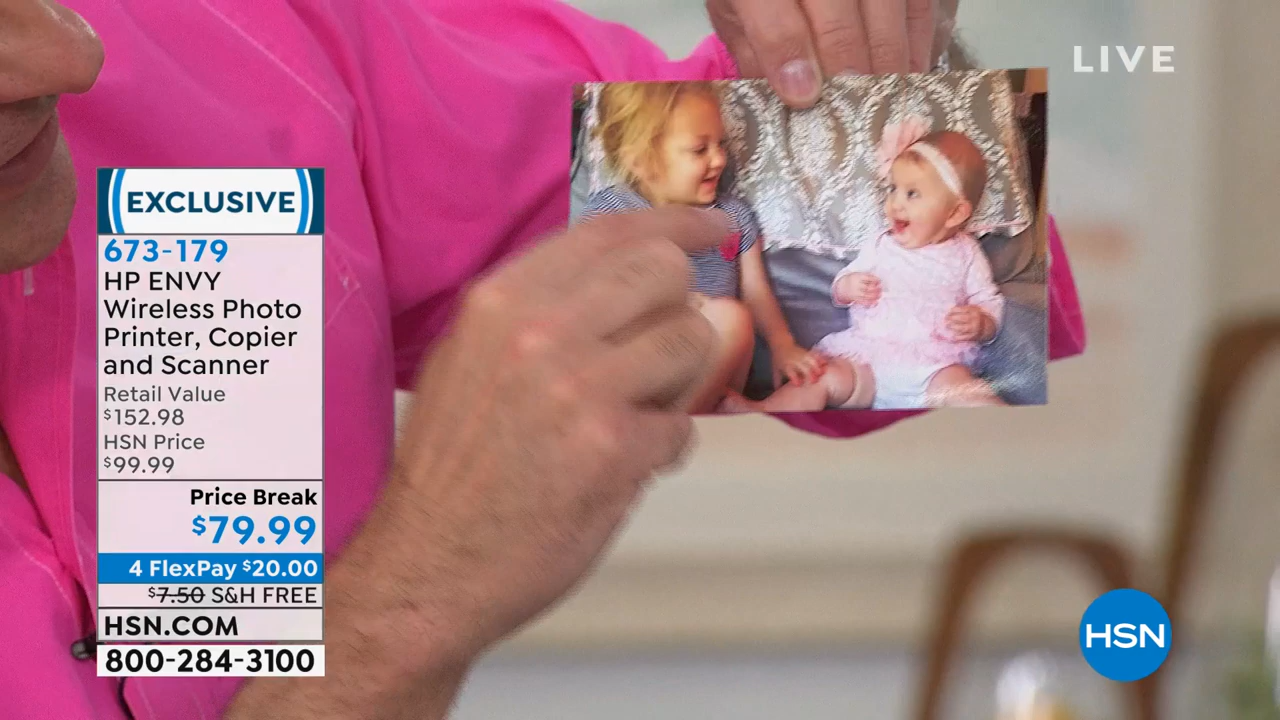 LIVE
EXCLUSIVE
673-179
HP ENVY
Wireless Photo
Printer, Copier
and Scanner
Retail Value
$152.98
HSN Price
$99.99
Price Break
$79.99
4 FlexPay $20.00
$7.50 S&H FREE
HSN.COM
800-284-3100
HSN